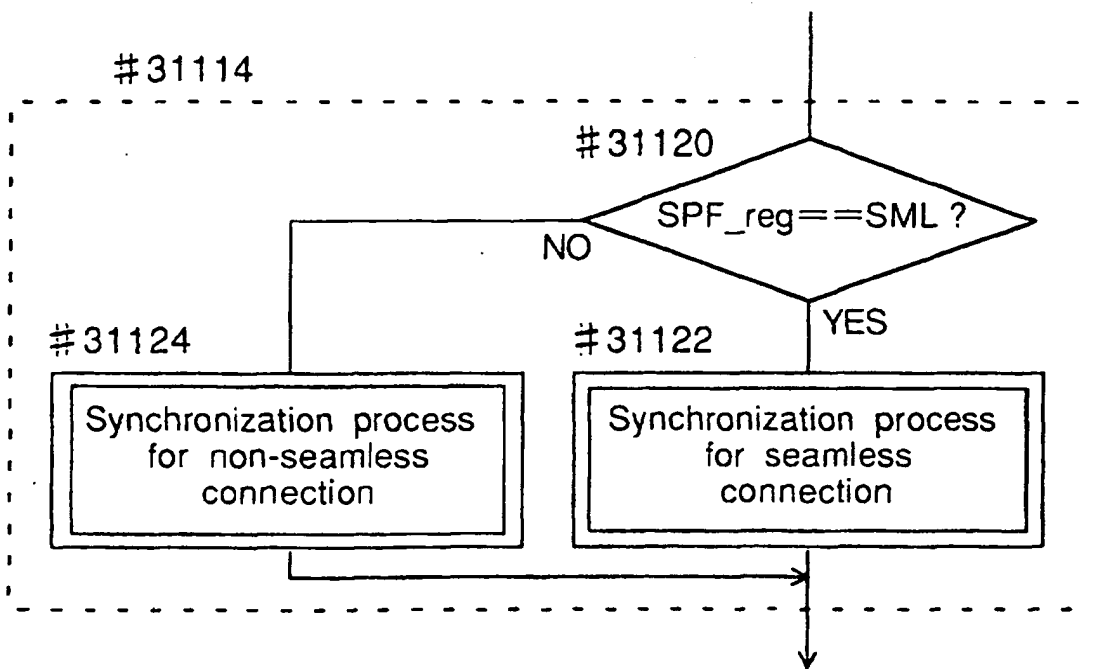 #31114
#31120
SPF_reg==SML ?
NO
YES
#31124
#31122
Synchronization process
for non-seamless
connection
Synchronization process
for seamless
connection